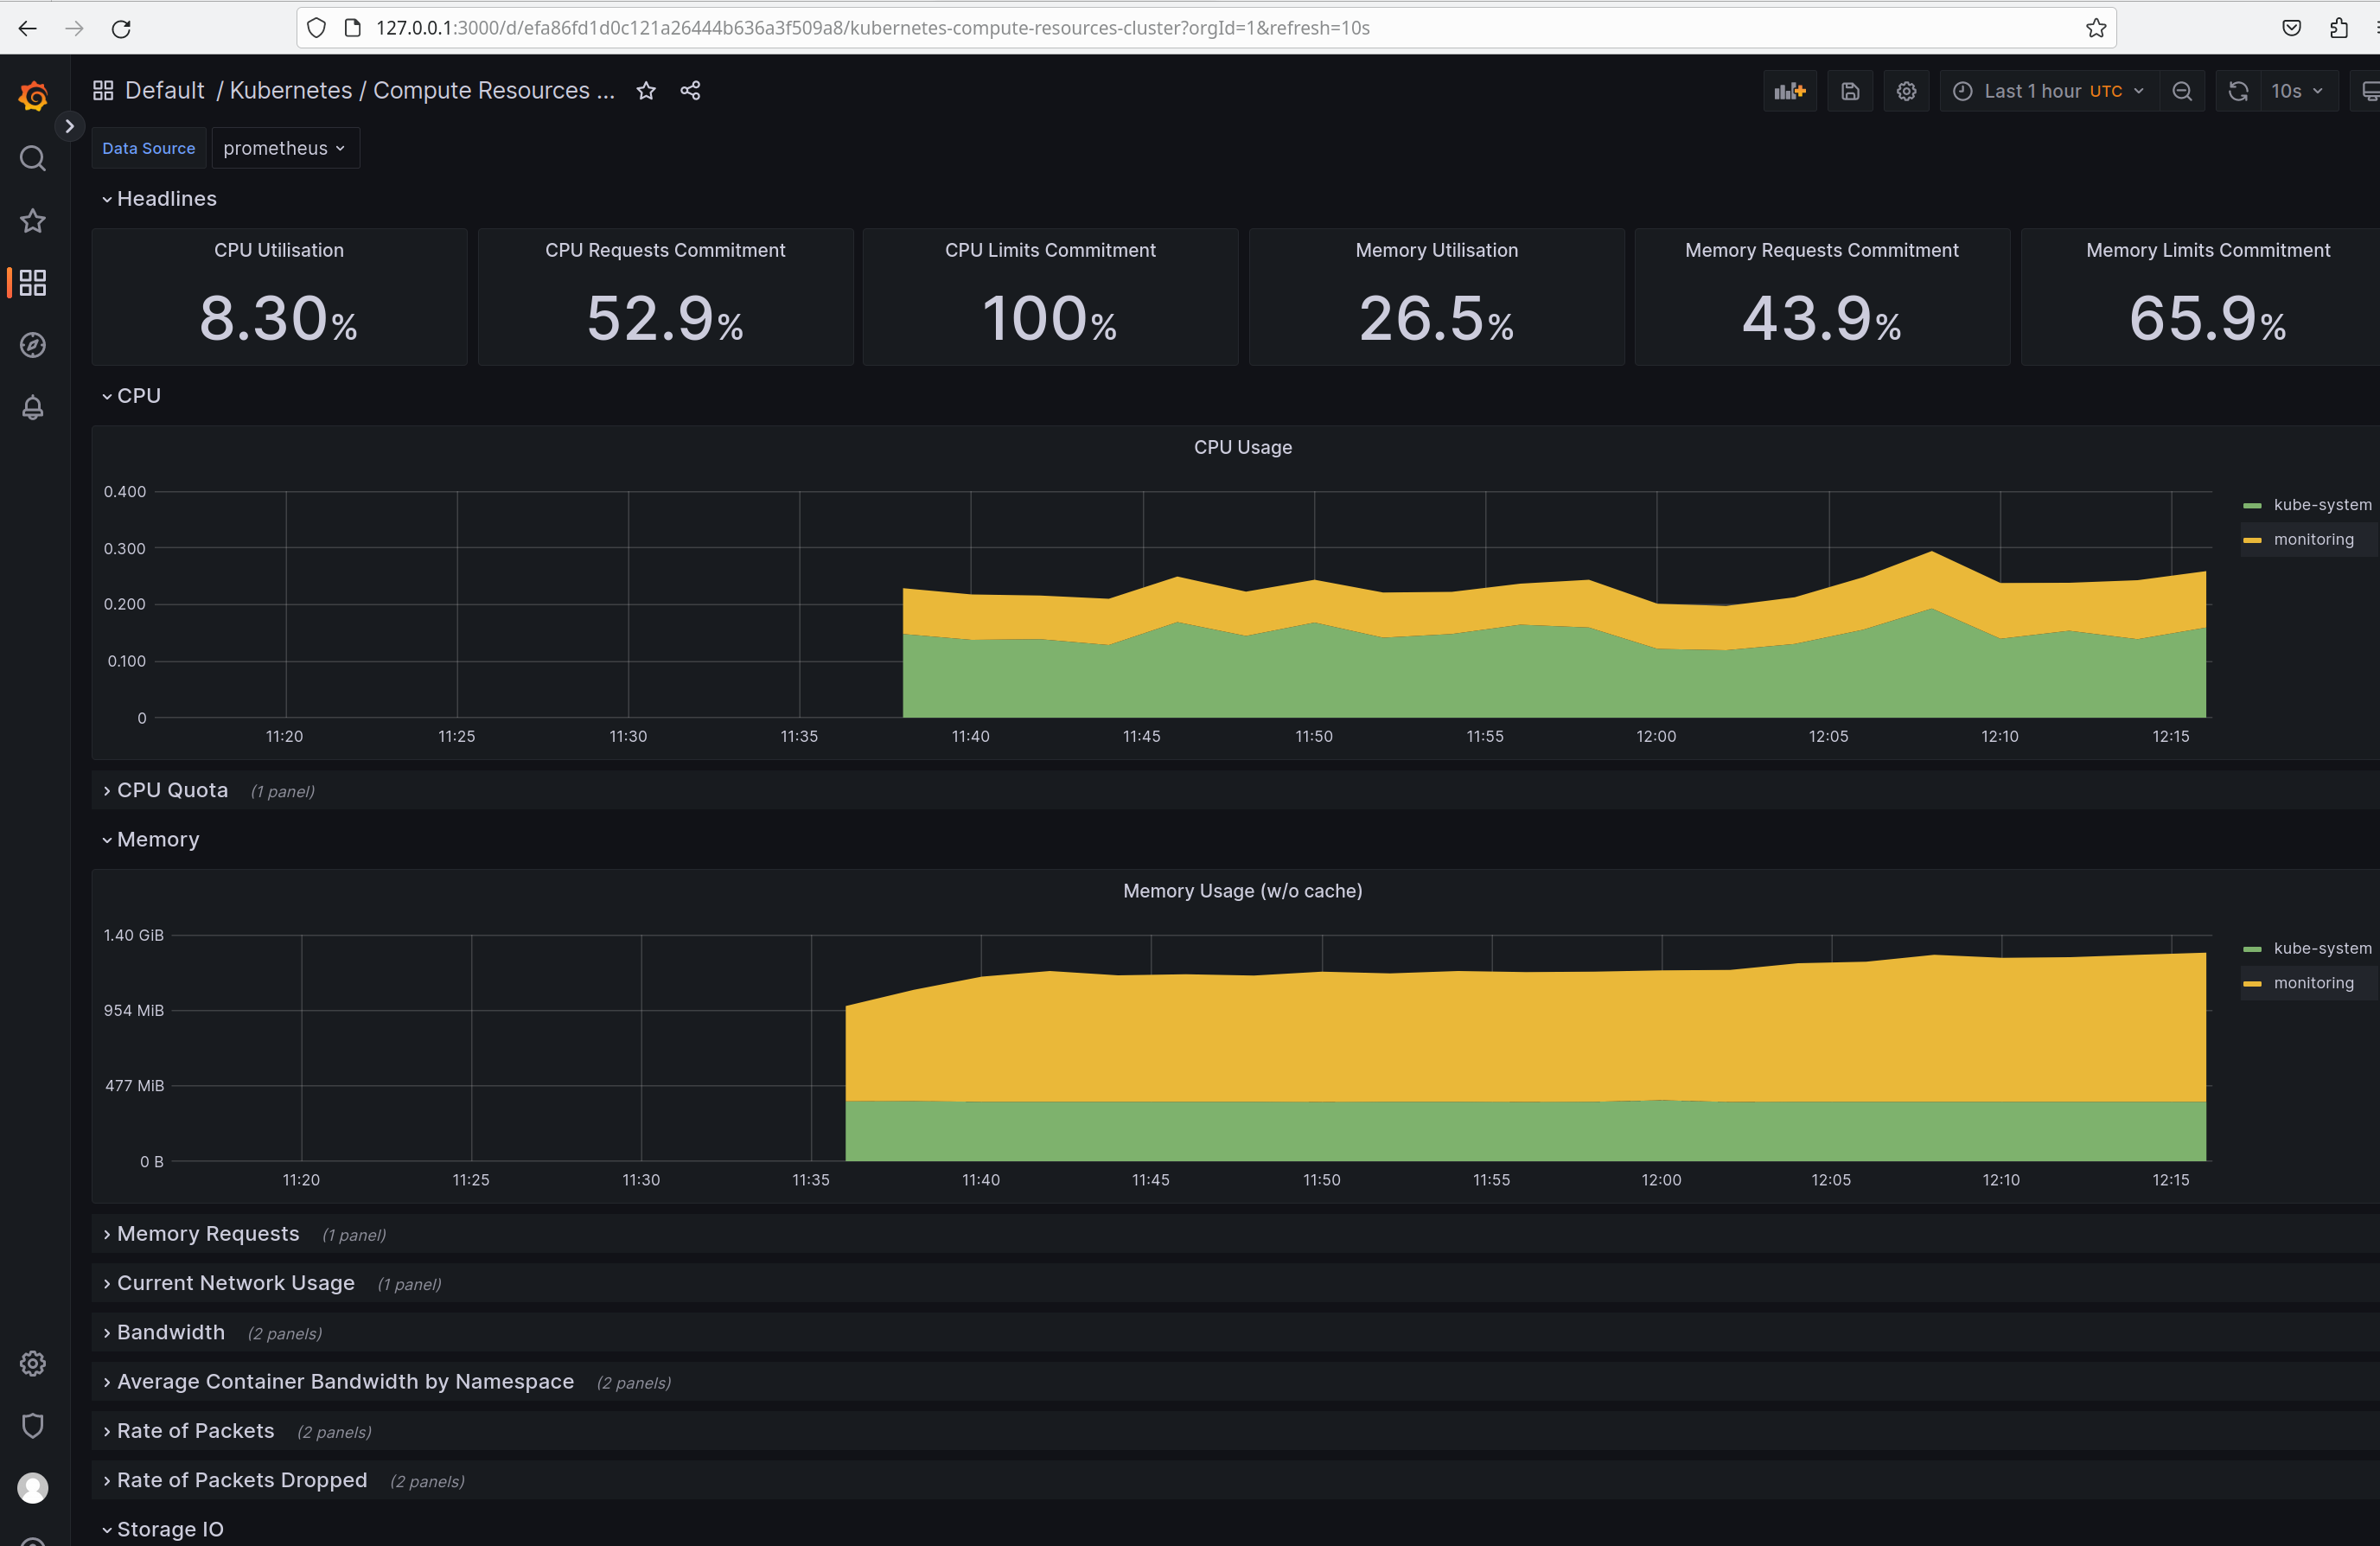 127.0.0.1:3000/d/efa86fd1d0c121a26444b636a3f509a8/kubernetes-compute-resources-cluster?orgId=1&refresh=10s
Default / Kubernetes / Compute Resources ...
Last 1 hour UTC
10s
Data Source prometheus
Headlines
CPU Utilisation
8.30%
CPU Requests Commitment
52.9%
CPU Limits Commitment
100%
Memory Utilisation
26.5%
Memory Requests Commitment
43.9%
Memory Limits Commitment
65.9%
CPU
CPU Usage
0.400
0.300
0.200
0.100
0
11:20 11:25 11:30 11:35 11:40 11:45 11:50 11:55 12:00 12:05 12:10 12:15
kube-system
monitoring
CPU Quota (1 panel)
Memory
Memory Usage (w/o cache)
1.40 GiB
954 MiB
477 MiB
0 B
11:20 11:25 11:30 11:35 11:40 11:45 11:50 11:55 12:00 12:05 12:10 12:15
kube-system
monitoring
Memory Requests (1 panel)
Current Network Usage (1 panel)
Bandwidth (2 panels)
Average Container Bandwidth by Namespace (2 panels)
Rate of Packets (2 panels)
Rate of Packets Dropped (2 panels)
Storage IO